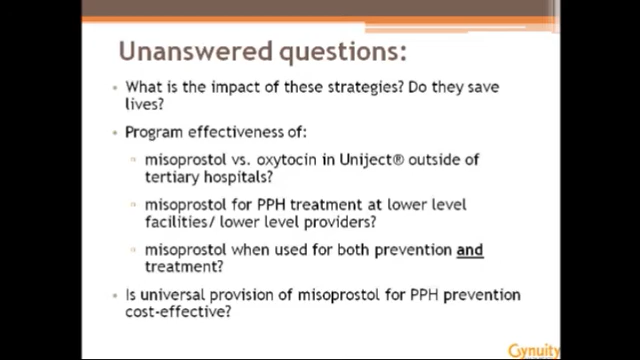 Unanswered questions:
What is the impact of these strategies? Do they save
lives?
Program effectiveness of:
misoprostol vs. oxytocin in Uniject® outside of
tertiary hospitals?
misoprostol for PPH treatment at lower level
facilities/ lower level providers?
misoprostol when used for both prevention and
treatment?
Is universal provision of misoprostol for PPH prevention
cost-effective?
Gynuity